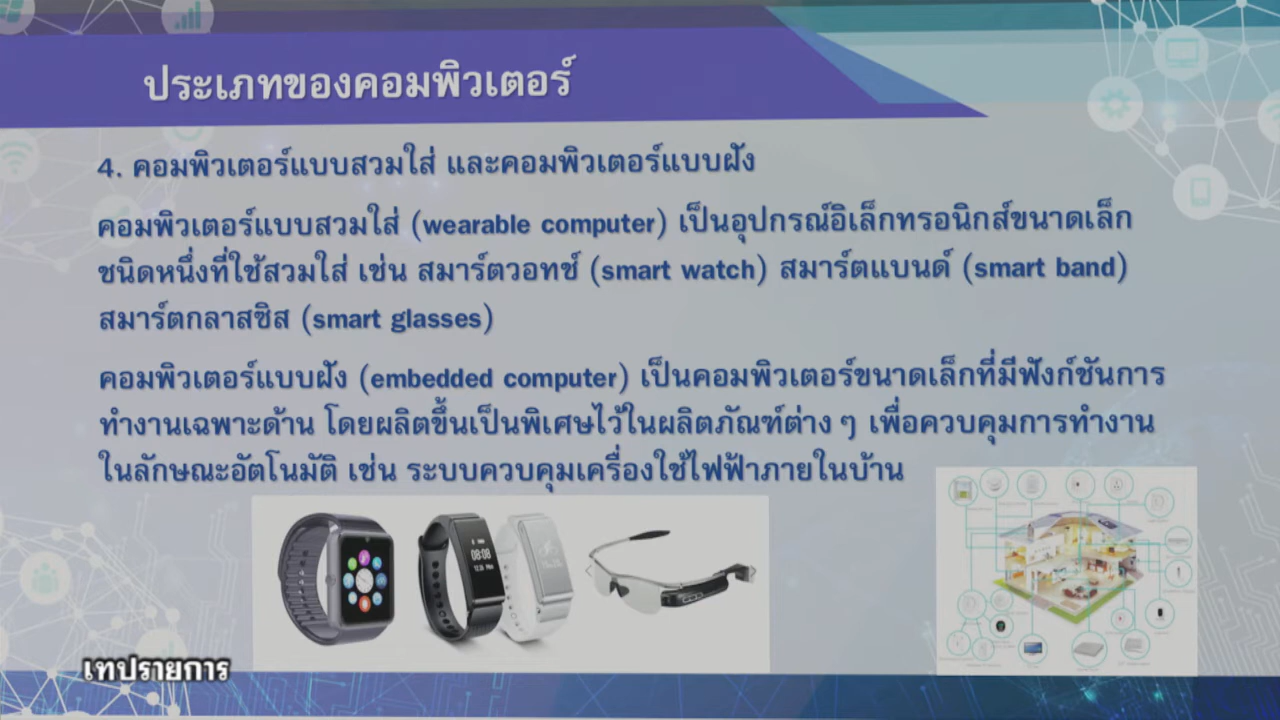 ประเภทของคอมพิวเตอร์
4. คอมพิวเตอร์แบบสวมใส่ และคอมพิวเตอร์แบบฝัง
คอมพิวเตอร์แบบสวมใส่ (wearable computer) เป็นอุปกรณ์อิเล็กทรอนิกส์ขนาดเล็ก
ชนิดหนึ่งที่ใช้สวมใส่ เช่น สมาร์ตวอทช์ (smart watch) สมาร์ตแบนด์ (smart band)
สมาร์ตกลาสซิส (smart glasses)
คอมพิวเตอร์แบบฝัง (embedded computer) เป็นคอมพิวเตอร์ขนาดเล็กที่มีฟังก์ชันการ
ทำงานเฉพาะด้าน โดยผลิตขึ้นเป็นพิเศษไว้ในผลิตภัณฑ์ต่าง ๆ เพื่อควบคุมการทำงาน
ในลักษณะอัตโนมัติ เช่น ระบบควบคุมเครื่องใช้ไฟฟ้าภายในบ้าน
08:08
เทปรายการ